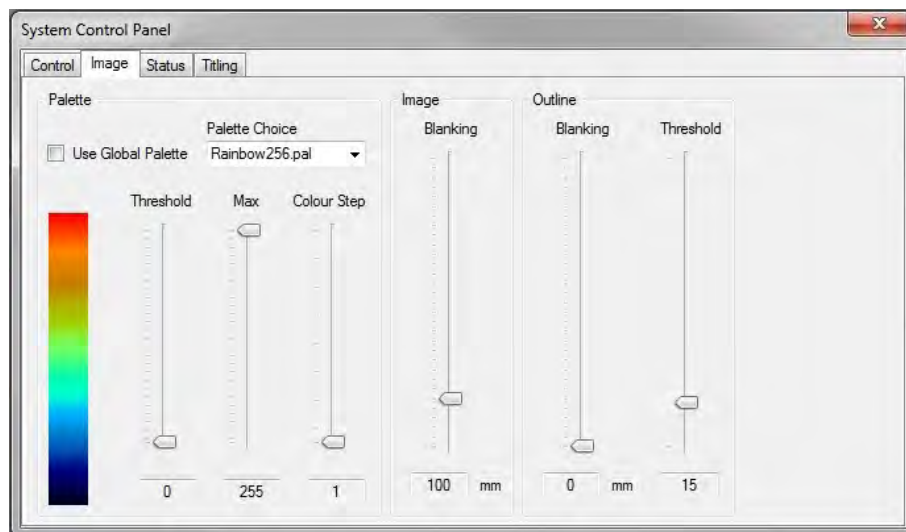 System Control Panel
Control Image Status Titling
Palette
Palette Choice
Use Global Palette Rainbow256.pal
Threshold Max Colour Step
0 255 1
Image
Blanking
100 mm
Outline
Blanking Threshold
0 mm 15